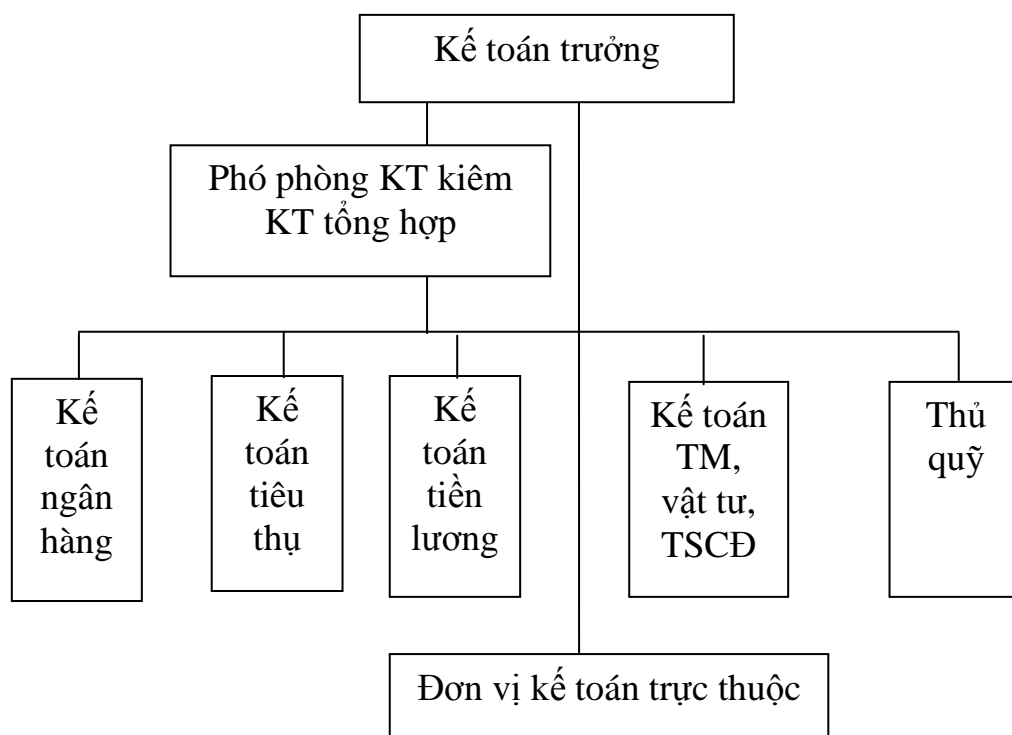 Kế toán trưởng
Phó phòng KT kiêm
KT tổng hợp
Kế
toán
ngân
hàng
Kế
toán
tiêu
thụ
Kế
toán
tiền
lương
Kế toán
TM,
vật tư,
TSCĐ
Thủ
quỹ
Đơn vị kế toán trực thuộc